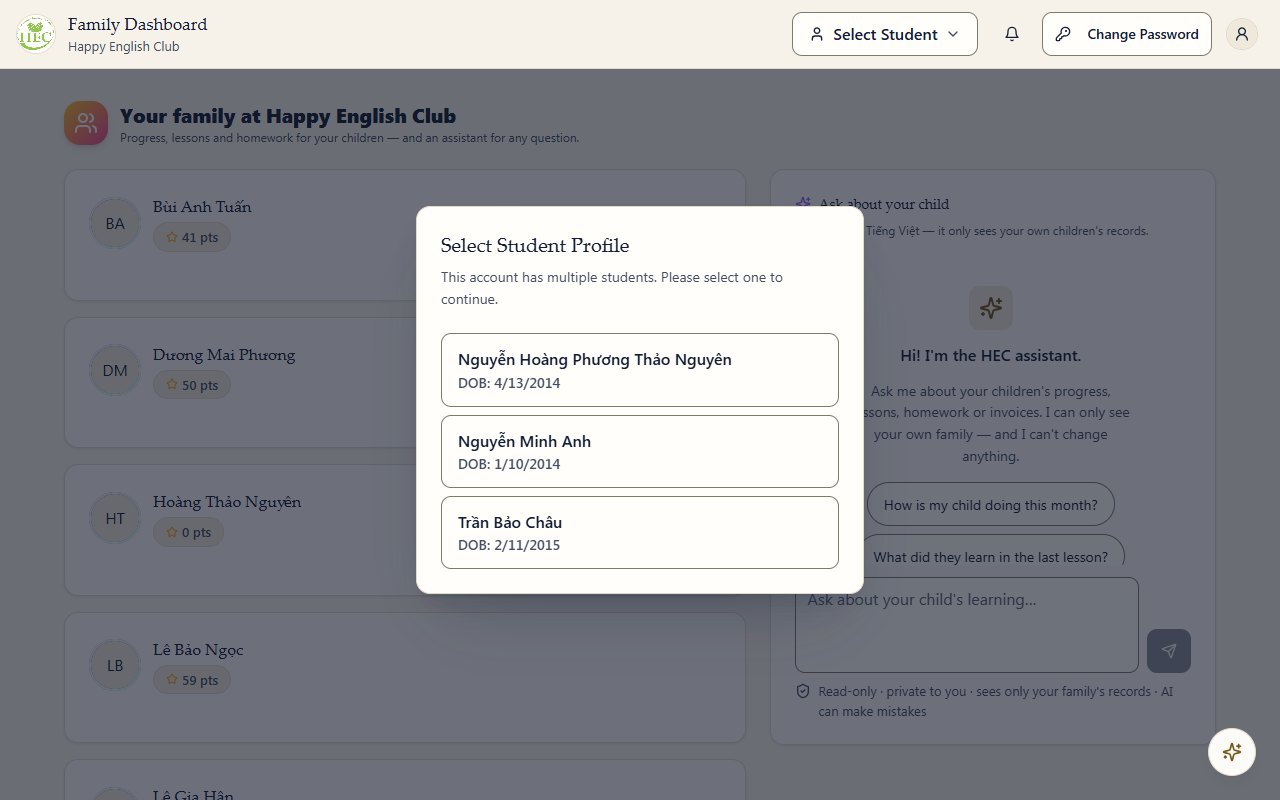 HEC
Family Dashboard
Happy English Club
Select Student
Change Password
Your family at Happy English Club
Progress, lessons and homework for your children — and an assistant for any question.
BA
Bùi Anh Tuấn
41 pts
DM
Dương Mai Phương
50 pts
HT
Hoàng Thảo Nguyên
0 pts
LB
Lê Bảo Ngọc
59 pts
Lê Gia Hân
Select Student Profile
This account has multiple students. Please select one to
continue.
Nguyễn Hoàng Phương Thảo Nguyên
DOB: 4/13/2014
Nguyễn Minh Anh
DOB: 1/10/2014
Trần Bảo Châu
DOB: 2/11/2015
Ask about your child
Tiếng Việt — it only sees your own children's records.
Hi! I'm the HEC assistant.
Ask me about your children's progress,
homework or invoices. I can only see
your own family — and I can't change
anything.
How is my child doing this month?
What did they learn in the last lesson?
Ask about your child's learning...
Read-only · private to you · sees only your family's records · AI
can make mistakes